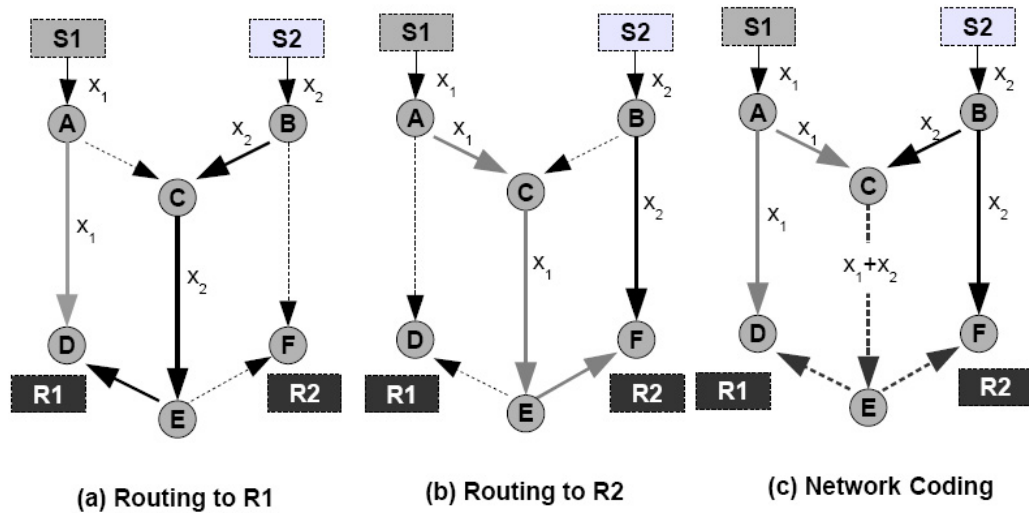 S1 S2
X₁ X₂
A B
X₂
C
X₁
X₂
D F
R1 R2
E
(a) Routing to R1
S1 S2
X₁ X₂
A B
X₁
C
X₂
X₁
D F
R1 R2
E
(b) Routing to R2
S1 S2
X₁ X₂
A B
X₁ X₂
C
X₁ X₂
X₁+X₂
D F
R1 R2
E
(c) Network Coding